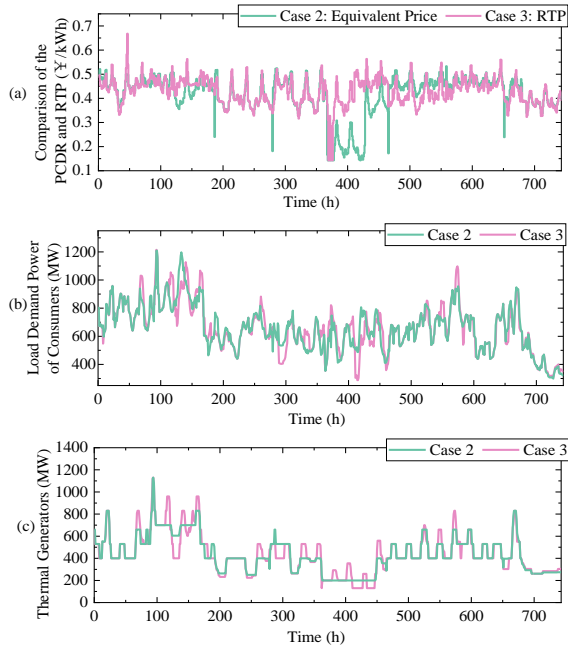 Case 2: Equivalent Price Case 3: RTP
(a)
Comparison of the
PCDR and RTP (¥/kWh)
0.7
0.6
0.5
0.4
0.3
0.2
0.1
0 100 200 300 400 500 600 700
Time (h)
Case 2 Case 3
(b)
Load Demand Power
of Consumers (MW)
1200
1000
800
600
400
0 100 200 300 400 500 600 700
Time (h)
Case 2 Case 3
(c)
Thermal Generators (MW)
1400
1200
1000
800
600
400
200
0
0 100 200 300 400 500 600 700
Time (h)